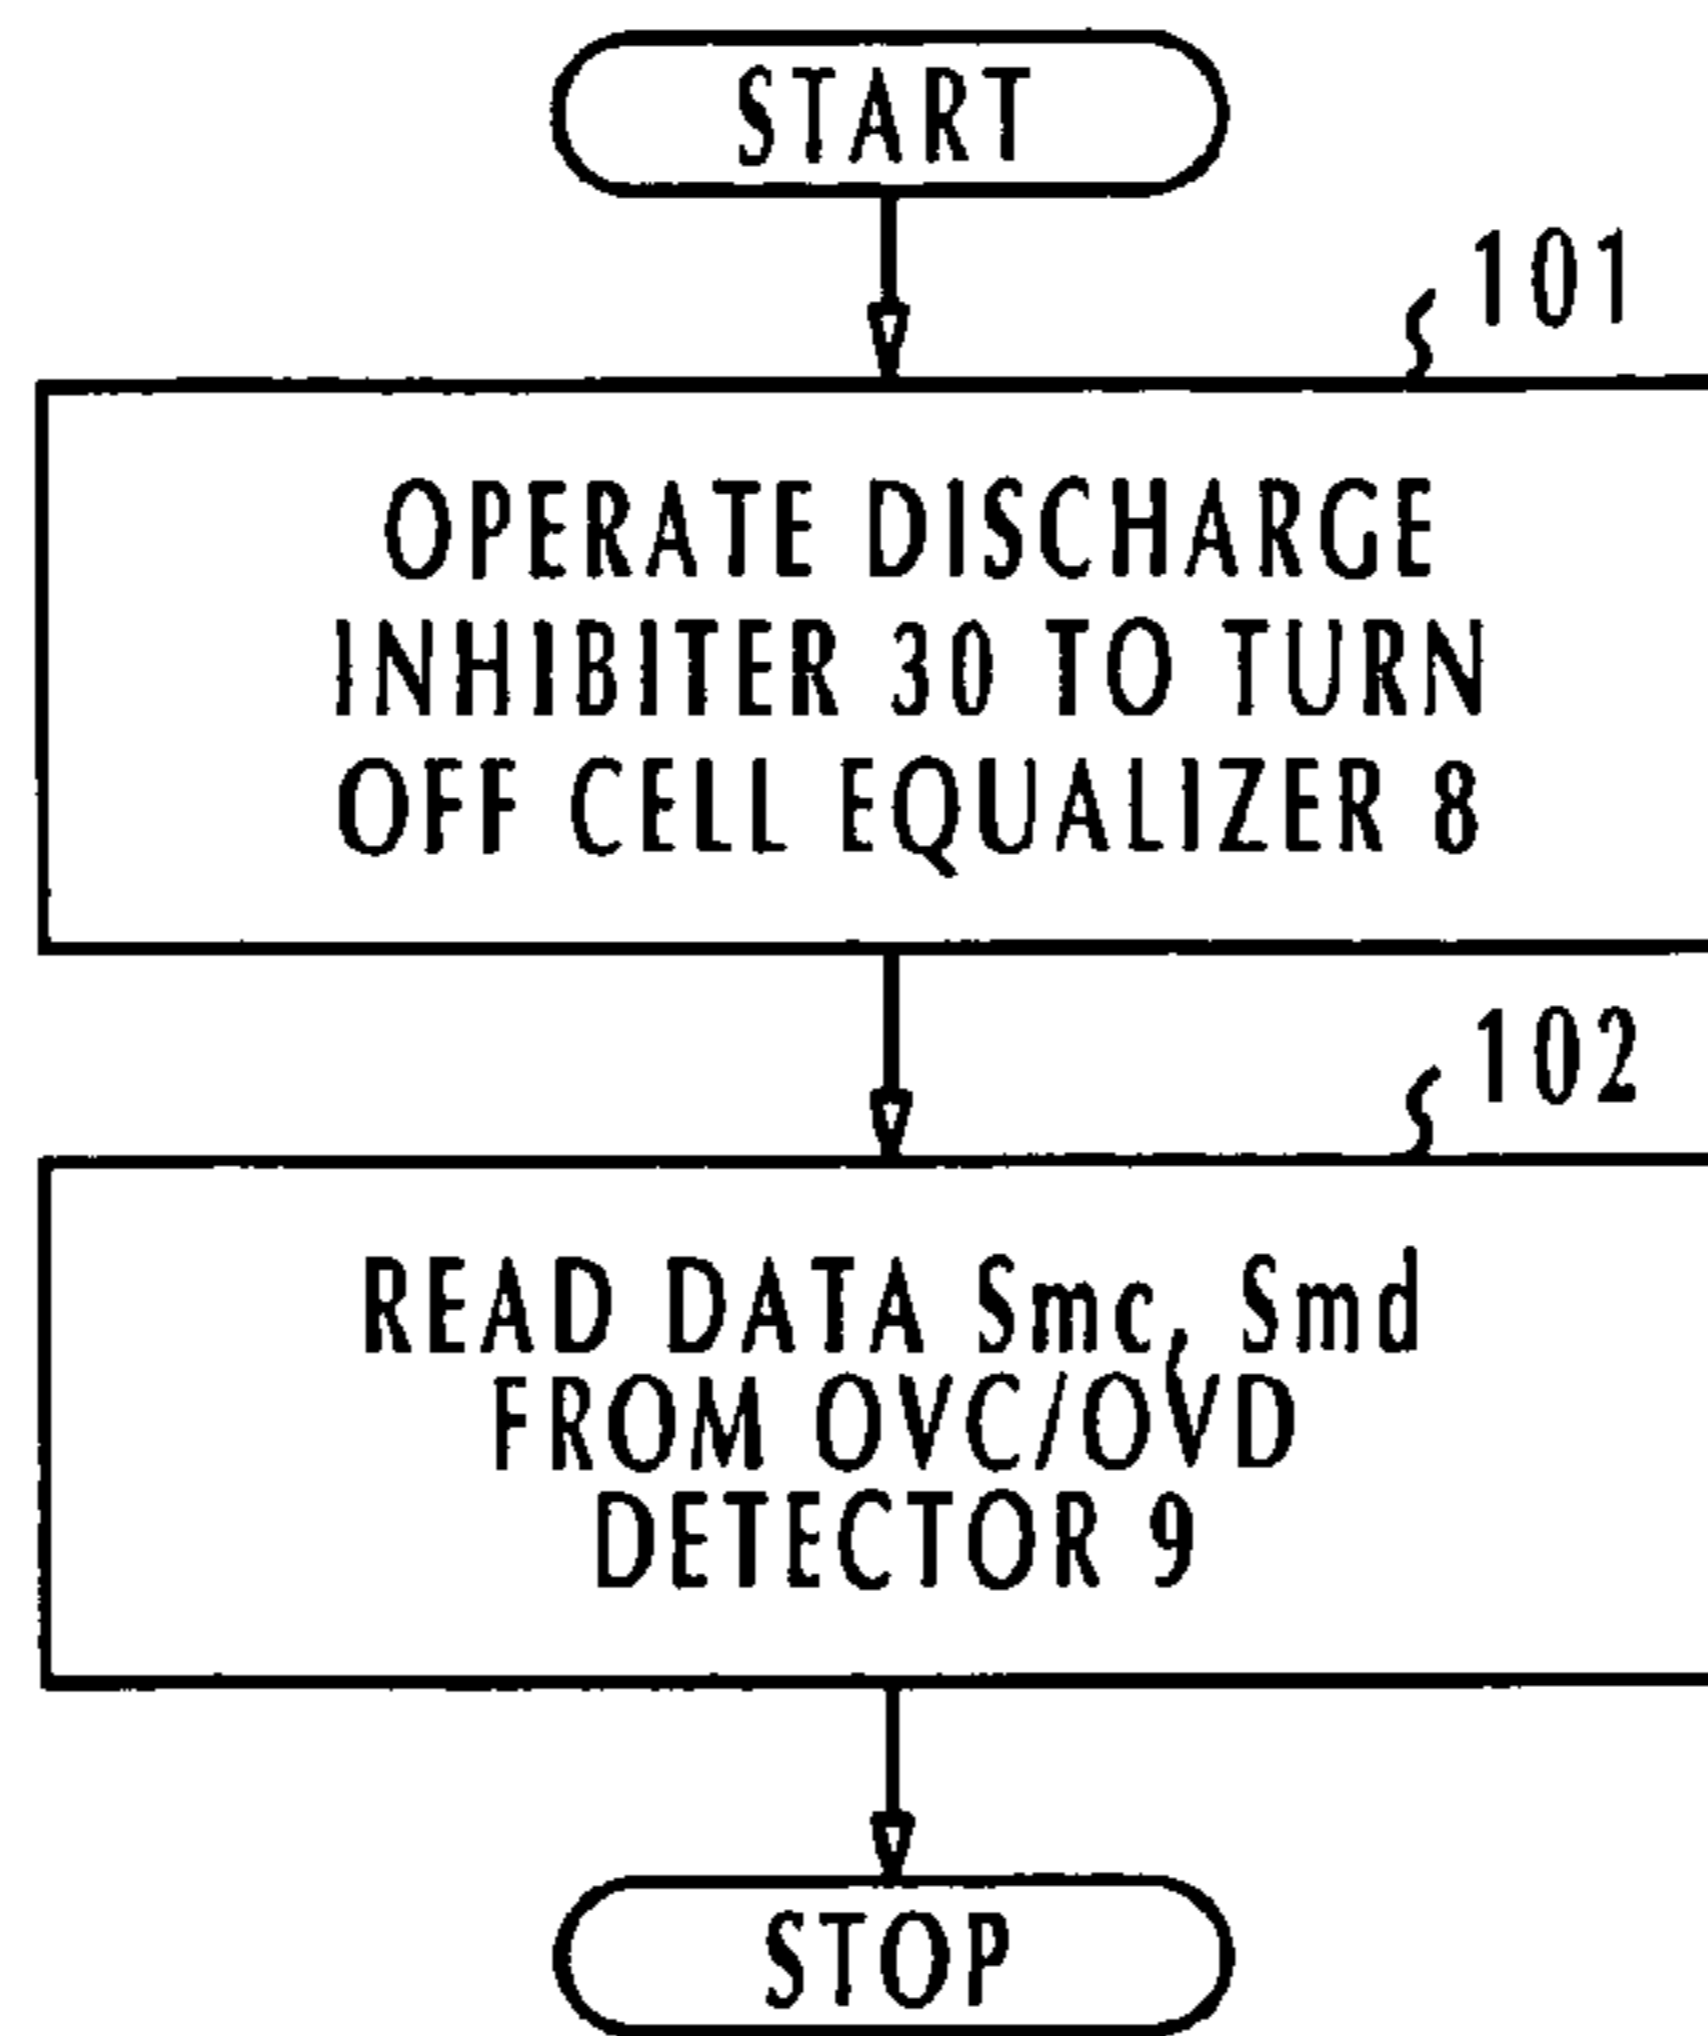 START
101
OPERATE DISCHARGE
INHIBITER 30 TO TURN
OFF CELL EQUALIZER 8
102
READ DATA Smc, Smd
FROM OVC/OVD
DETECTOR 9
STOP